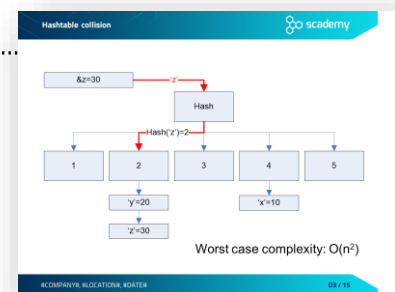 Hashtable collision
scademy
&z=30
'z'
Hash
Hash('z')=2
1
2
3
4
5
'y'=20
'x'=10
'z'=30
Worst case complexity: O(n²)
#COMPANY#, #LOCATION#, #DATE#
D3 / 15